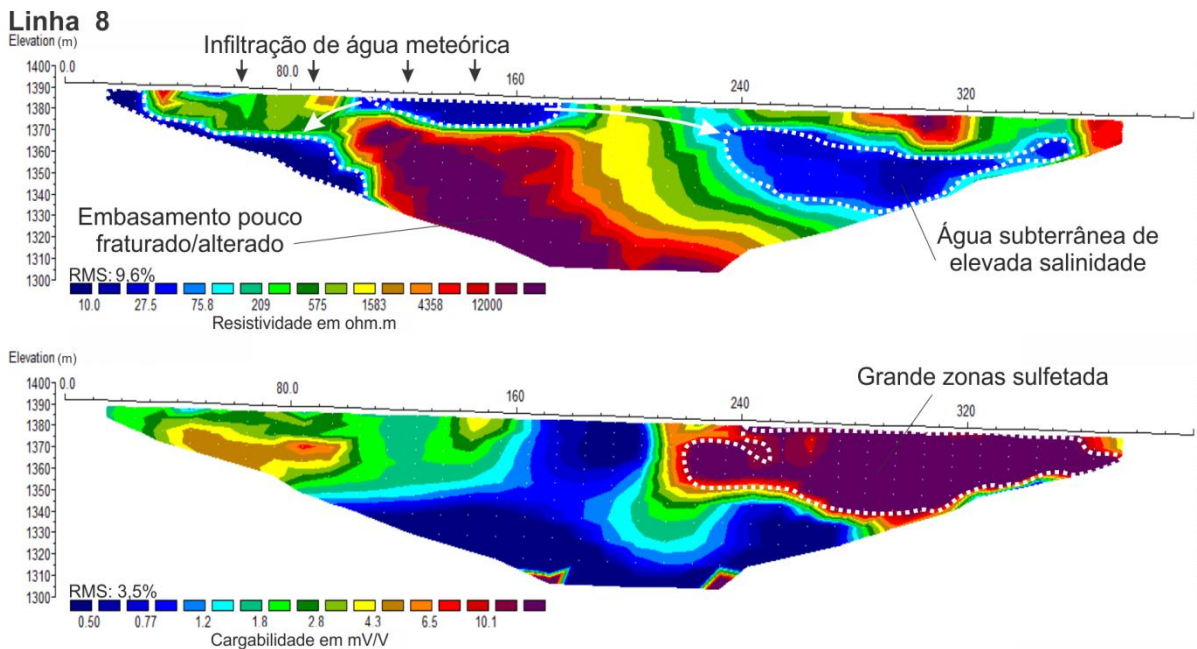 Linha 8
Elevation (m)
Infiltração de água meteórica
0.0
80.0
160
240
320
1400
1390
1380
1370
1360
1350
1340
1330
1320
1310
1300
Embasamento pouco
fraturado/alterado
Água subterrânea de
elevada salinidade
RMS: 9,6%
10.0 27.5 75.8 209 575 1583 4358 12000
Resistividade em ohm.m
Elevation (m)
0.0
80.0
160
240
320
Grande zonas sulfetada
1400
1390
1380
1370
1360
1350
1340
1330
1320
1310
1300
RMS: 3,5%
0.50 0.77 1.2 1.8 2.8 4.3 6.5 10.1
Cargabilidade em mV/V